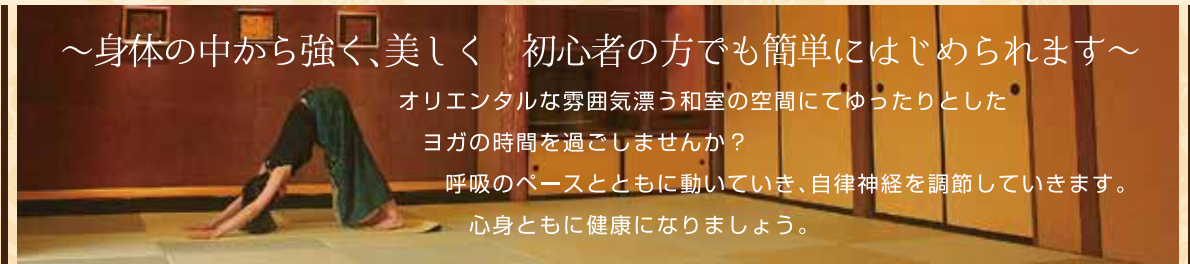 ～身体の中から強く、美しく　初心者の方でも簡単にはじめられます～
オリエンタルな雰囲気漂う和室の空間にてゆったりとした
ヨガの時間を過ごしませんか？
呼吸のペースとともに動いていき、自律神経を調節していきます。
心身ともに健康になりましょう。